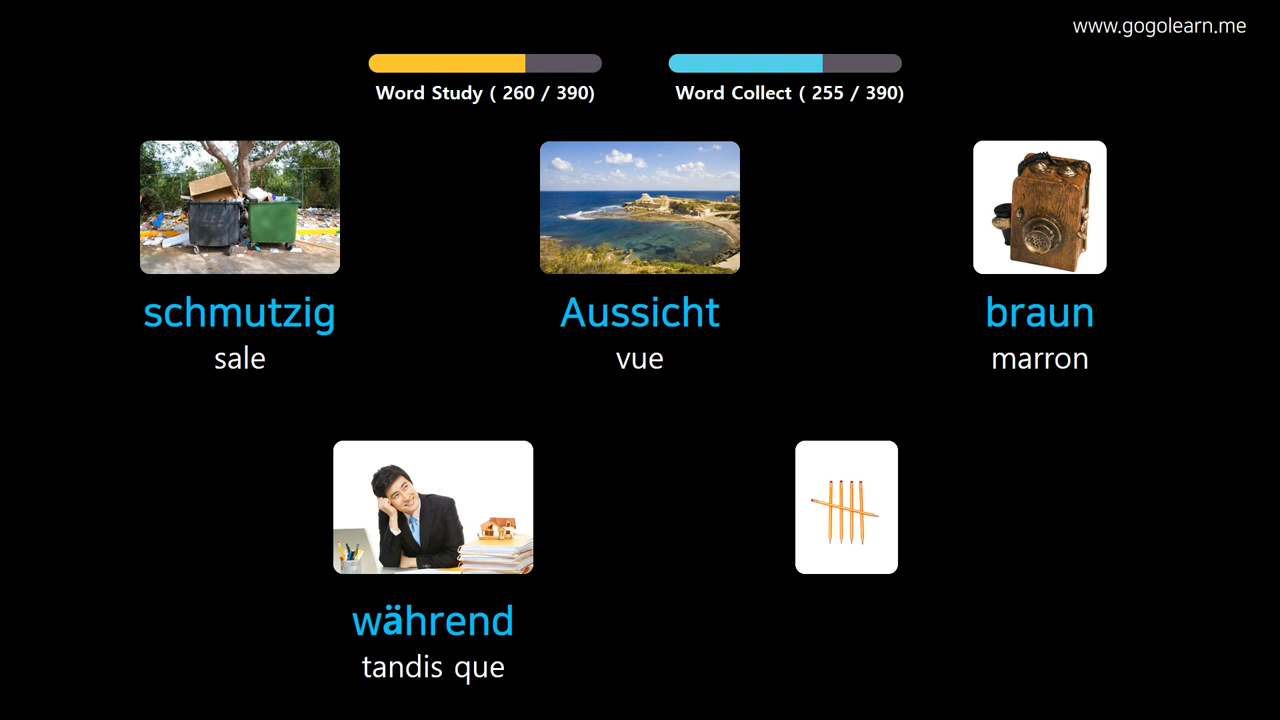 www.gogolearn.me
Word Study ( 260 / 390)
Word Collect ( 255 / 390)
schmutzig
sale
Aussicht
vue
braun
marron
während
tandis que